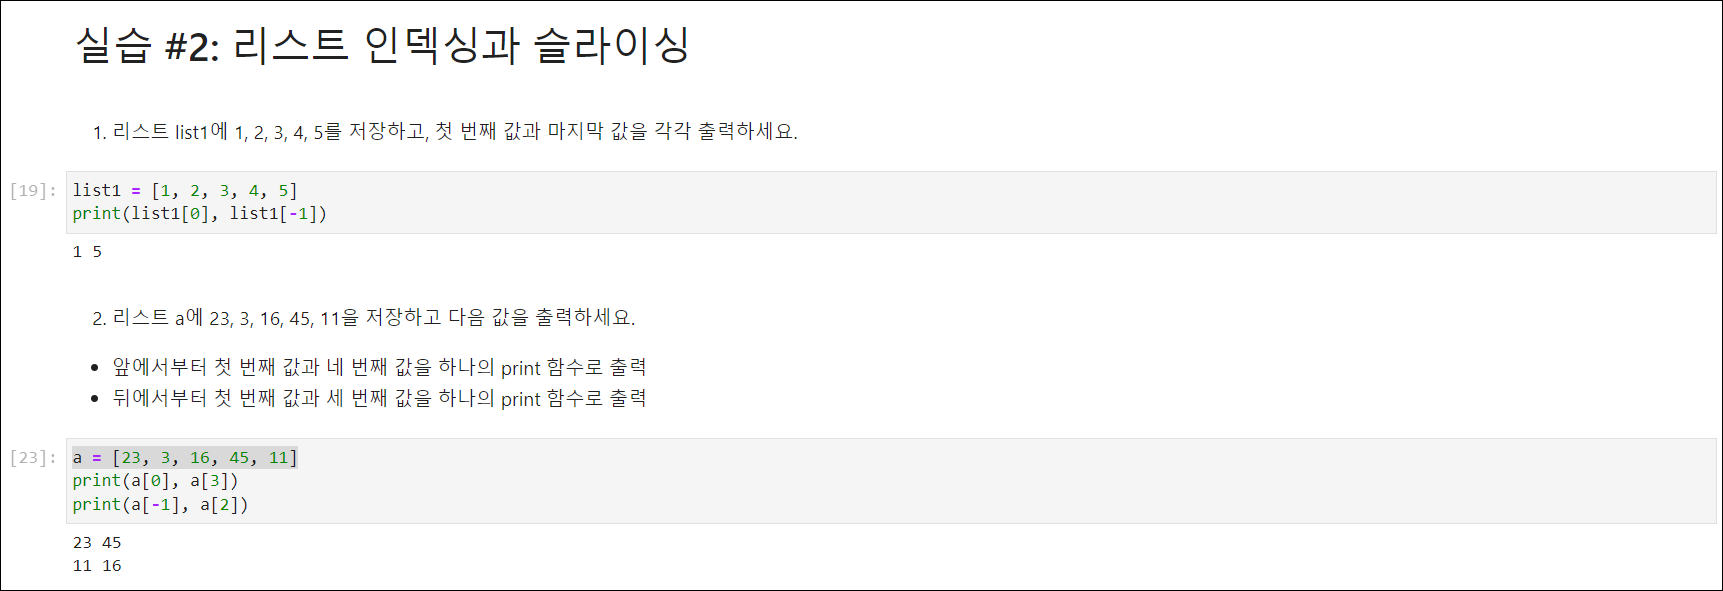 실습 #2: 리스트 인덱싱과 슬라이싱
1. 리스트 list1에 1, 2, 3, 4, 5를 저장하고, 첫 번째 값과 마지막 값을 각각 출력하세요.
[19]: list1 = [1, 2, 3, 4, 5]
print(list1[0], list1[-1])
1 5
2. 리스트 a에 23, 3, 16, 45, 11을 저장하고 다음 값을 출력하세요.
• 앞에서부터 첫 번째 값과 네 번째 값을 하나의 print 함수로 출력
• 뒤에서부터 첫 번째 값과 세 번째 값을 하나의 print 함수로 출력
[23]: a = [23, 3, 16, 45, 11]
print(a[0], a[3])
print(a[-1], a[2])
23 45
11 16